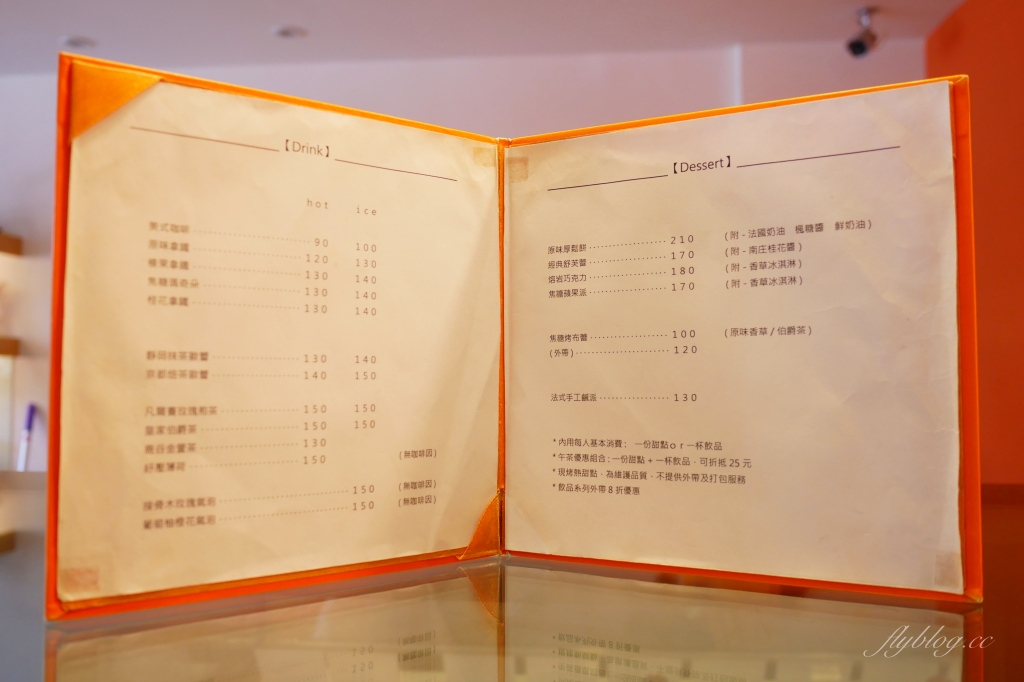 【Drink】
hot ice
美式咖啡 90 100
原味拿鐵 120 130
榛果拿鐵 130 140
焦糖瑪奇朵 130 140
桂花拿鐵 130 140
靜岡抹茶歐蕾 130 140
京都焙茶歐蕾 140 150
凡爾賽玫瑰粗茶 150 150
皇家伯爵茶 150 150
南谷金萱茶 130
紓壓薄荷 150 (無咖啡因)
接骨木玫瑰氣泡 150 (無咖啡因)
葡萄柚橙花氣泡 150 (無咖啡因)
【Dessert】
原味厚鬆餅 210 (附-法國奶油 楓糖醬 鮮奶油)
經典舒芙蕾 170 (附-南庄桂花醬)
熔岩巧克力 180 (附-香草冰淇淋)
焦糖蘋果派 170 (附-香草冰淇淋)
焦糖烤布蕾 100 (原味香草/伯爵茶)
(外帶) 120
法式手工鹹派 130
*內用每人基本消費： 一份甜點or一杯飲品
*午茶優惠組合:一份甜點+一杯飲品，可折抵25元
*現烤熱甜點，為維護品質，不提供外帶及打包服務
*飲品系列外帶8折優惠
flyblog.cc